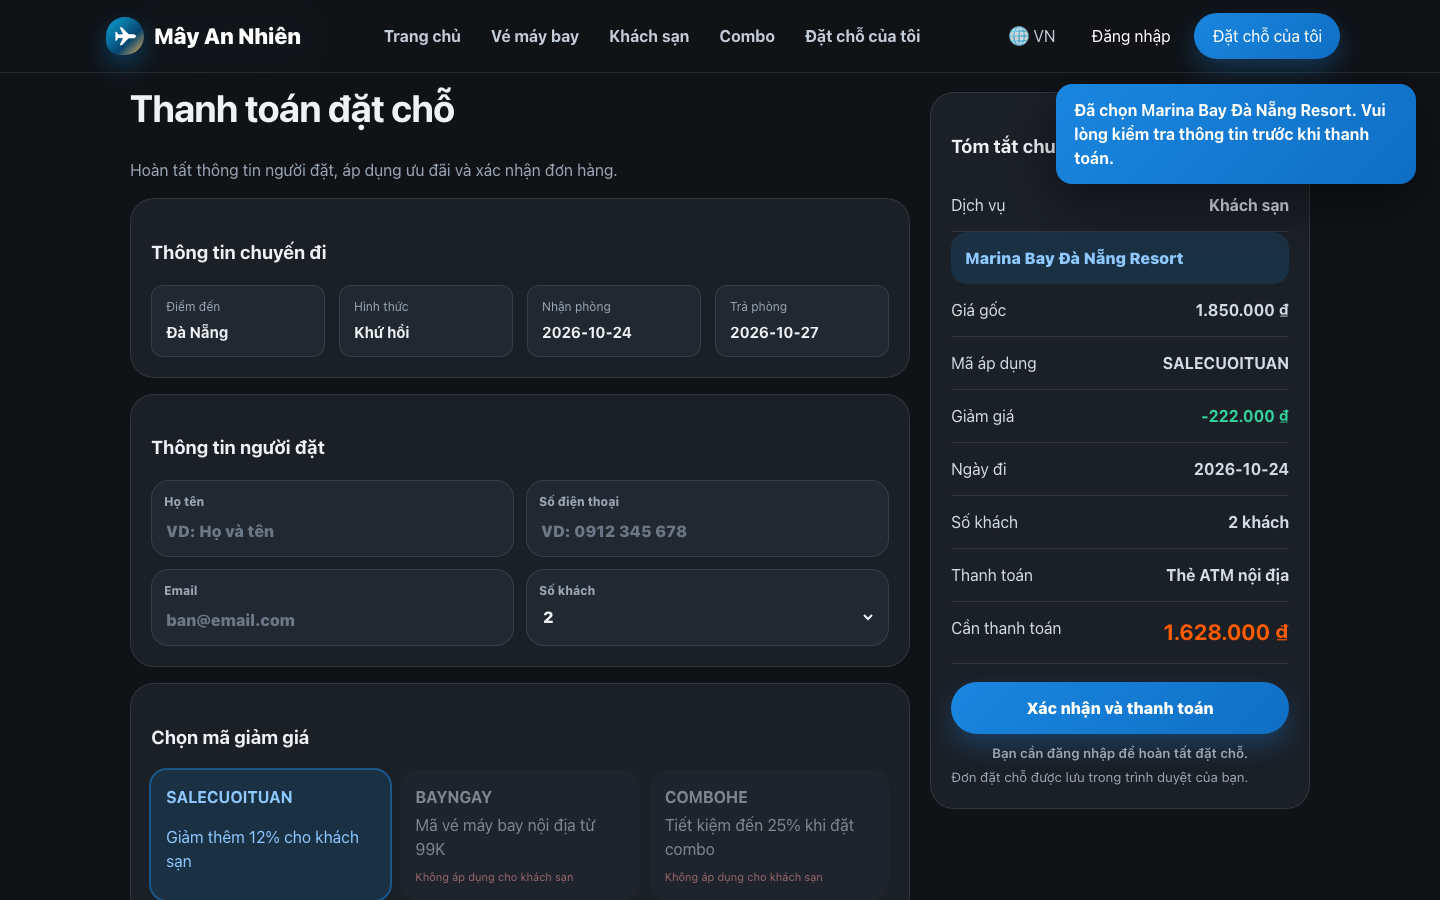 Mây An Nhiên
Trang chủ
Vé máy bay
Khách sạn
Combo
Đặt chỗ của tôi
VN
Đăng nhập
Đặt chỗ của tôi
Đã chọn Marina Bay Đà Nẵng Resort. Vui
lòng kiểm tra thông tin trước khi thanh
toán.
Thanh toán đặt chỗ
Hoàn tất thông tin người đặt, áp dụng ưu đãi và xác nhận đơn hàng.
Thông tin chuyến đi
Điểm đến
Đà Nẵng
Hình thức
Khứ hồi
Nhận phòng
2026-10-24
Trả phòng
2026-10-27
Thông tin người đặt
Họ tên
VD: Họ và tên
Số điện thoại
VD: 0912 345 678
Email
ban@email.com
Số khách
2
Chọn mã giảm giá
SALECUOITUAN
Giảm thêm 12% cho khách
sạn
BAYNGAY
Mã vé máy bay nội địa từ
99K
Không áp dụng cho khách sạn
COMBOHE
Tiết kiệm đến 25% khi đặt
combo
Không áp dụng cho khách sạn
Tóm tắt chu
Dịch vụ
Khách sạn
Marina Bay Đà Nẵng Resort
Giá gốc
1.850.000 ₫
Mã áp dụng
SALECUOITUAN
Giảm giá
-222.000 ₫
Ngày đi
2026-10-24
Số khách
2 khách
Thanh toán
Thẻ ATM nội địa
Cần thanh toán
1.628.000 ₫
Xác nhận và thanh toán
Bạn cần đăng nhập để hoàn tất đặt chỗ.
Đơn đặt chỗ được lưu trong trình duyệt của bạn.